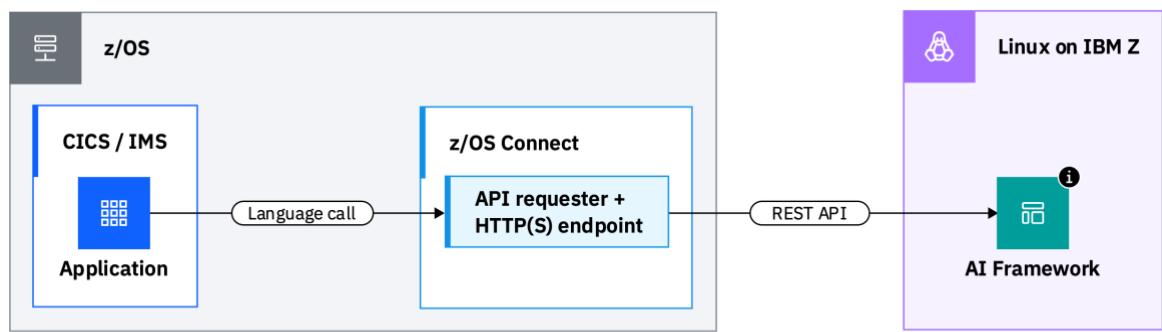 z/OS
Linux on IBM Z
CICS / IMS
z/OS Connect
API requester +
HTTP(S) endpoint
Language call
REST API
i
Application
AI Framework